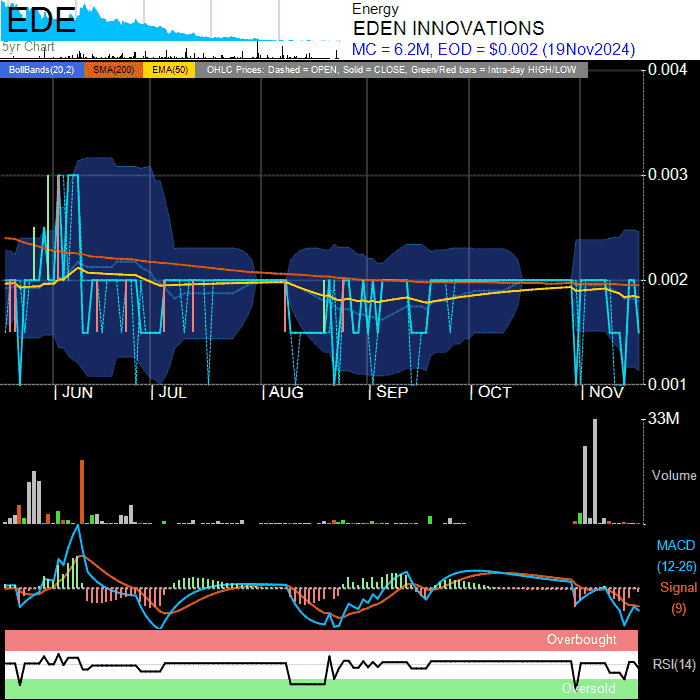 EDE
5yr Chart
Energy
EDEN INNOVATIONS
MC = 6.2M, EOD = $0.002 (19Nov2024)
BollBands(20,2) SMA(200) EMA(50) OHLC Prices: Dashed = OPEN, Solid = CLOSE, Green/Red bars = Intra-day HIGH/LOW
0.004
0.003
0.002
0.001
JUN JUL AUG SEP OCT NOV
33M
Volume
MACD
(12-26)
Signal
(9)
Overbought
RSI(14)
Oversold